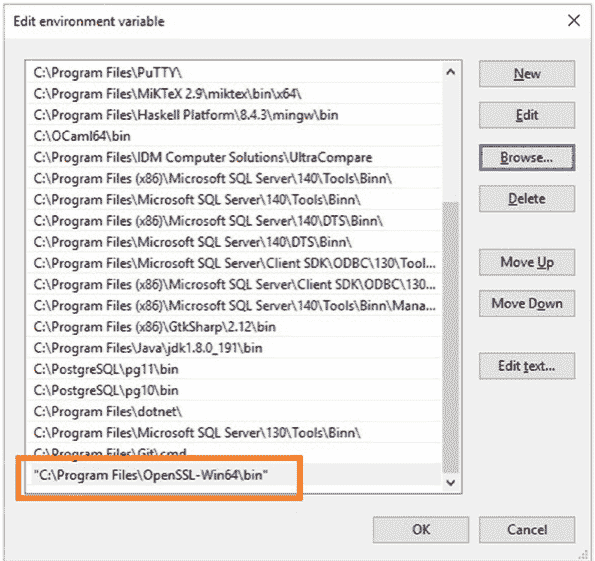 Edit environment variable
C:\Program Files\PuTTY\
C:\Program Files\MiKTeX 2.9\miktex\bin\x64\
C:\Program Files\Haskell Platform\8.4.3\mingw\bin
C:\OCaml64\bin
C:\Program Files\IDM Computer Solutions\UltraCompare
C:\Program Files (x86)\Microsoft SQL Server\140\Tools\Binn\
C:\Program Files\Microsoft SQL Server\140\Tools\Binn\
C:\Program Files (x86)\Microsoft SQL Server\140\DTS\Binn\
C:\Program Files\Microsoft SQL Server\140\DTS\Binn\
C:\Program Files\Microsoft SQL Server\Client SDK\ODBC\130\Tool...
C:\Program Files (x86)\Microsoft SQL Server\Client SDK\ODBC\130...
C:\Program Files (x86)\Microsoft SQL Server\140\Tools\Binn\Mana...
C:\Program Files (x86)\GtkSharp\2.12\bin
C:\Program Files\Java\jdk1.8.0_191\bin
C:\PostgreSQL\pg11\bin
C:\PostgreSQL\pg10\bin
C:\Program Files\dotnet\
C:\Program Files\Microsoft SQL Server\130\Tools\Binn\
C:\Program Files\Git\cmd
"C:\Program Files\OpenSSL-Win64\bin"
New
Edit
Browse...
Delete
Move Up
Move Down
Edit text...
OK
Cancel